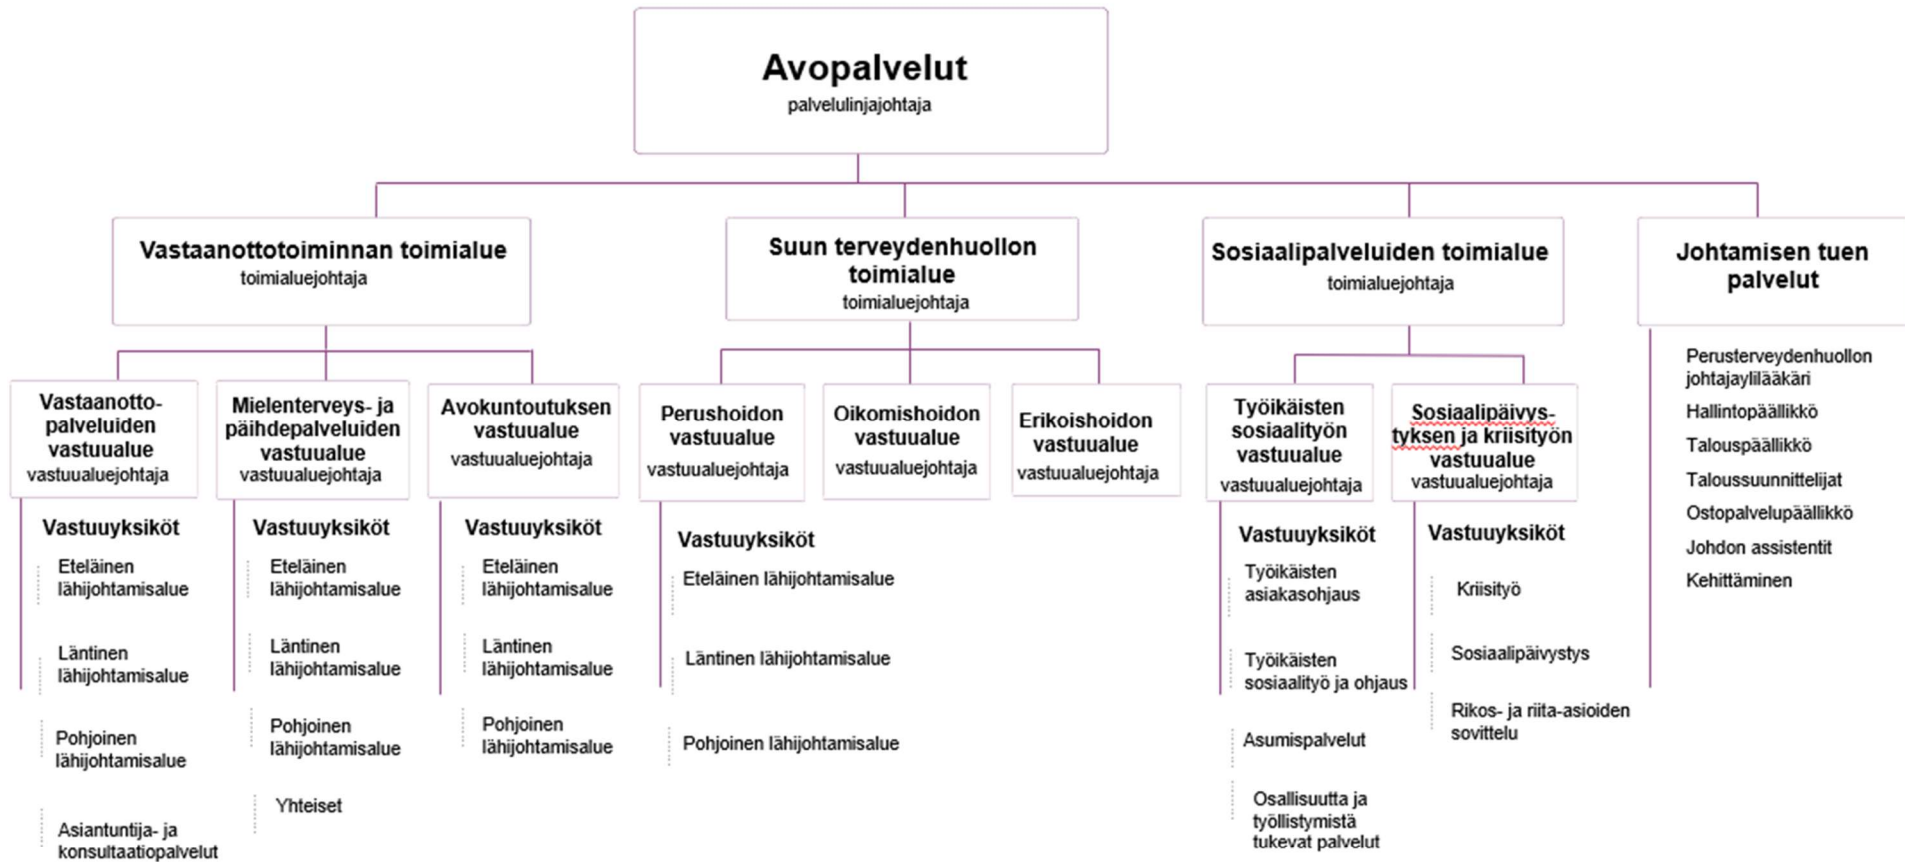 Avopalvelut
palvelulinjajohtaja
Vastaanottotoiminnan toimialue
toimialuejohtaja
Suun terveydenhuollon
toimialue
toimialuejohtaja
Sosiaalipalveluiden toimialue
toimialuejohtaja
Johtamisen tuen
palvelut
Vastaanotto-
palveluiden
vastuualue
vastuualuejohtaja
Vastuuyksiköt
Eteläinen
lähijohtamisalue
Läntinen
lähijohtamisalue
Pohjoinen
lähijohtamisalue
Asiantuntija- ja
konsultaatiopalvelut
Mielenterveys- ja
päihdepalveluiden
vastuualue
vastuualuejohtaja
Vastuuyksiköt
Eteläinen
lähijohtamisalue
Läntinen
lähijohtamisalue
Pohjoinen
lähijohtamisalue
Yhteiset
Avokuntoutuksen
vastuualue
vastuualuejohtaja
Vastuuyksiköt
Eteläinen
lähijohtamisalue
Läntinen
lähijohtamisalue
Pohjoinen
lähijohtamisalue
Perushoidon
vastuualue
vastuualuejohtaja
Vastuuyksiköt
Eteläinen lähijohtamisalue
Läntinen lähijohtamisalue
Pohjoinen lähijohtamisalue
Oikomishoidon
vastuualue
vastuualuejohtaja
Erikoishoidon
vastuualue
vastuualuejohtaja
Työikäisten
sosiaalityön
vastuualue
vastuualuejohtaja
Vastuuyksiköt
Työikäisten
asiakasohjaus
Työikäisten
sosiaalityö ja ohjaus
Asumispalvelut
Osallisuutta ja
työllistymistä
tukevat palvelut
Sosiaalipäivys-
tyksen ja kriisityön
vastuualue
vastuualuejohtaja
Vastuuyksiköt
Kriisityö
Sosiaalipäivystys
Rikos- ja riita-asioiden
sovittelu
Perusterveydenhuollon
johtajaylilääkäri
Hallintopäällikkö
Talouspäällikkö
Taloussuunnittelijat
Ostopalvelupäällikkö
Johdon assistentit
Kehittäminen